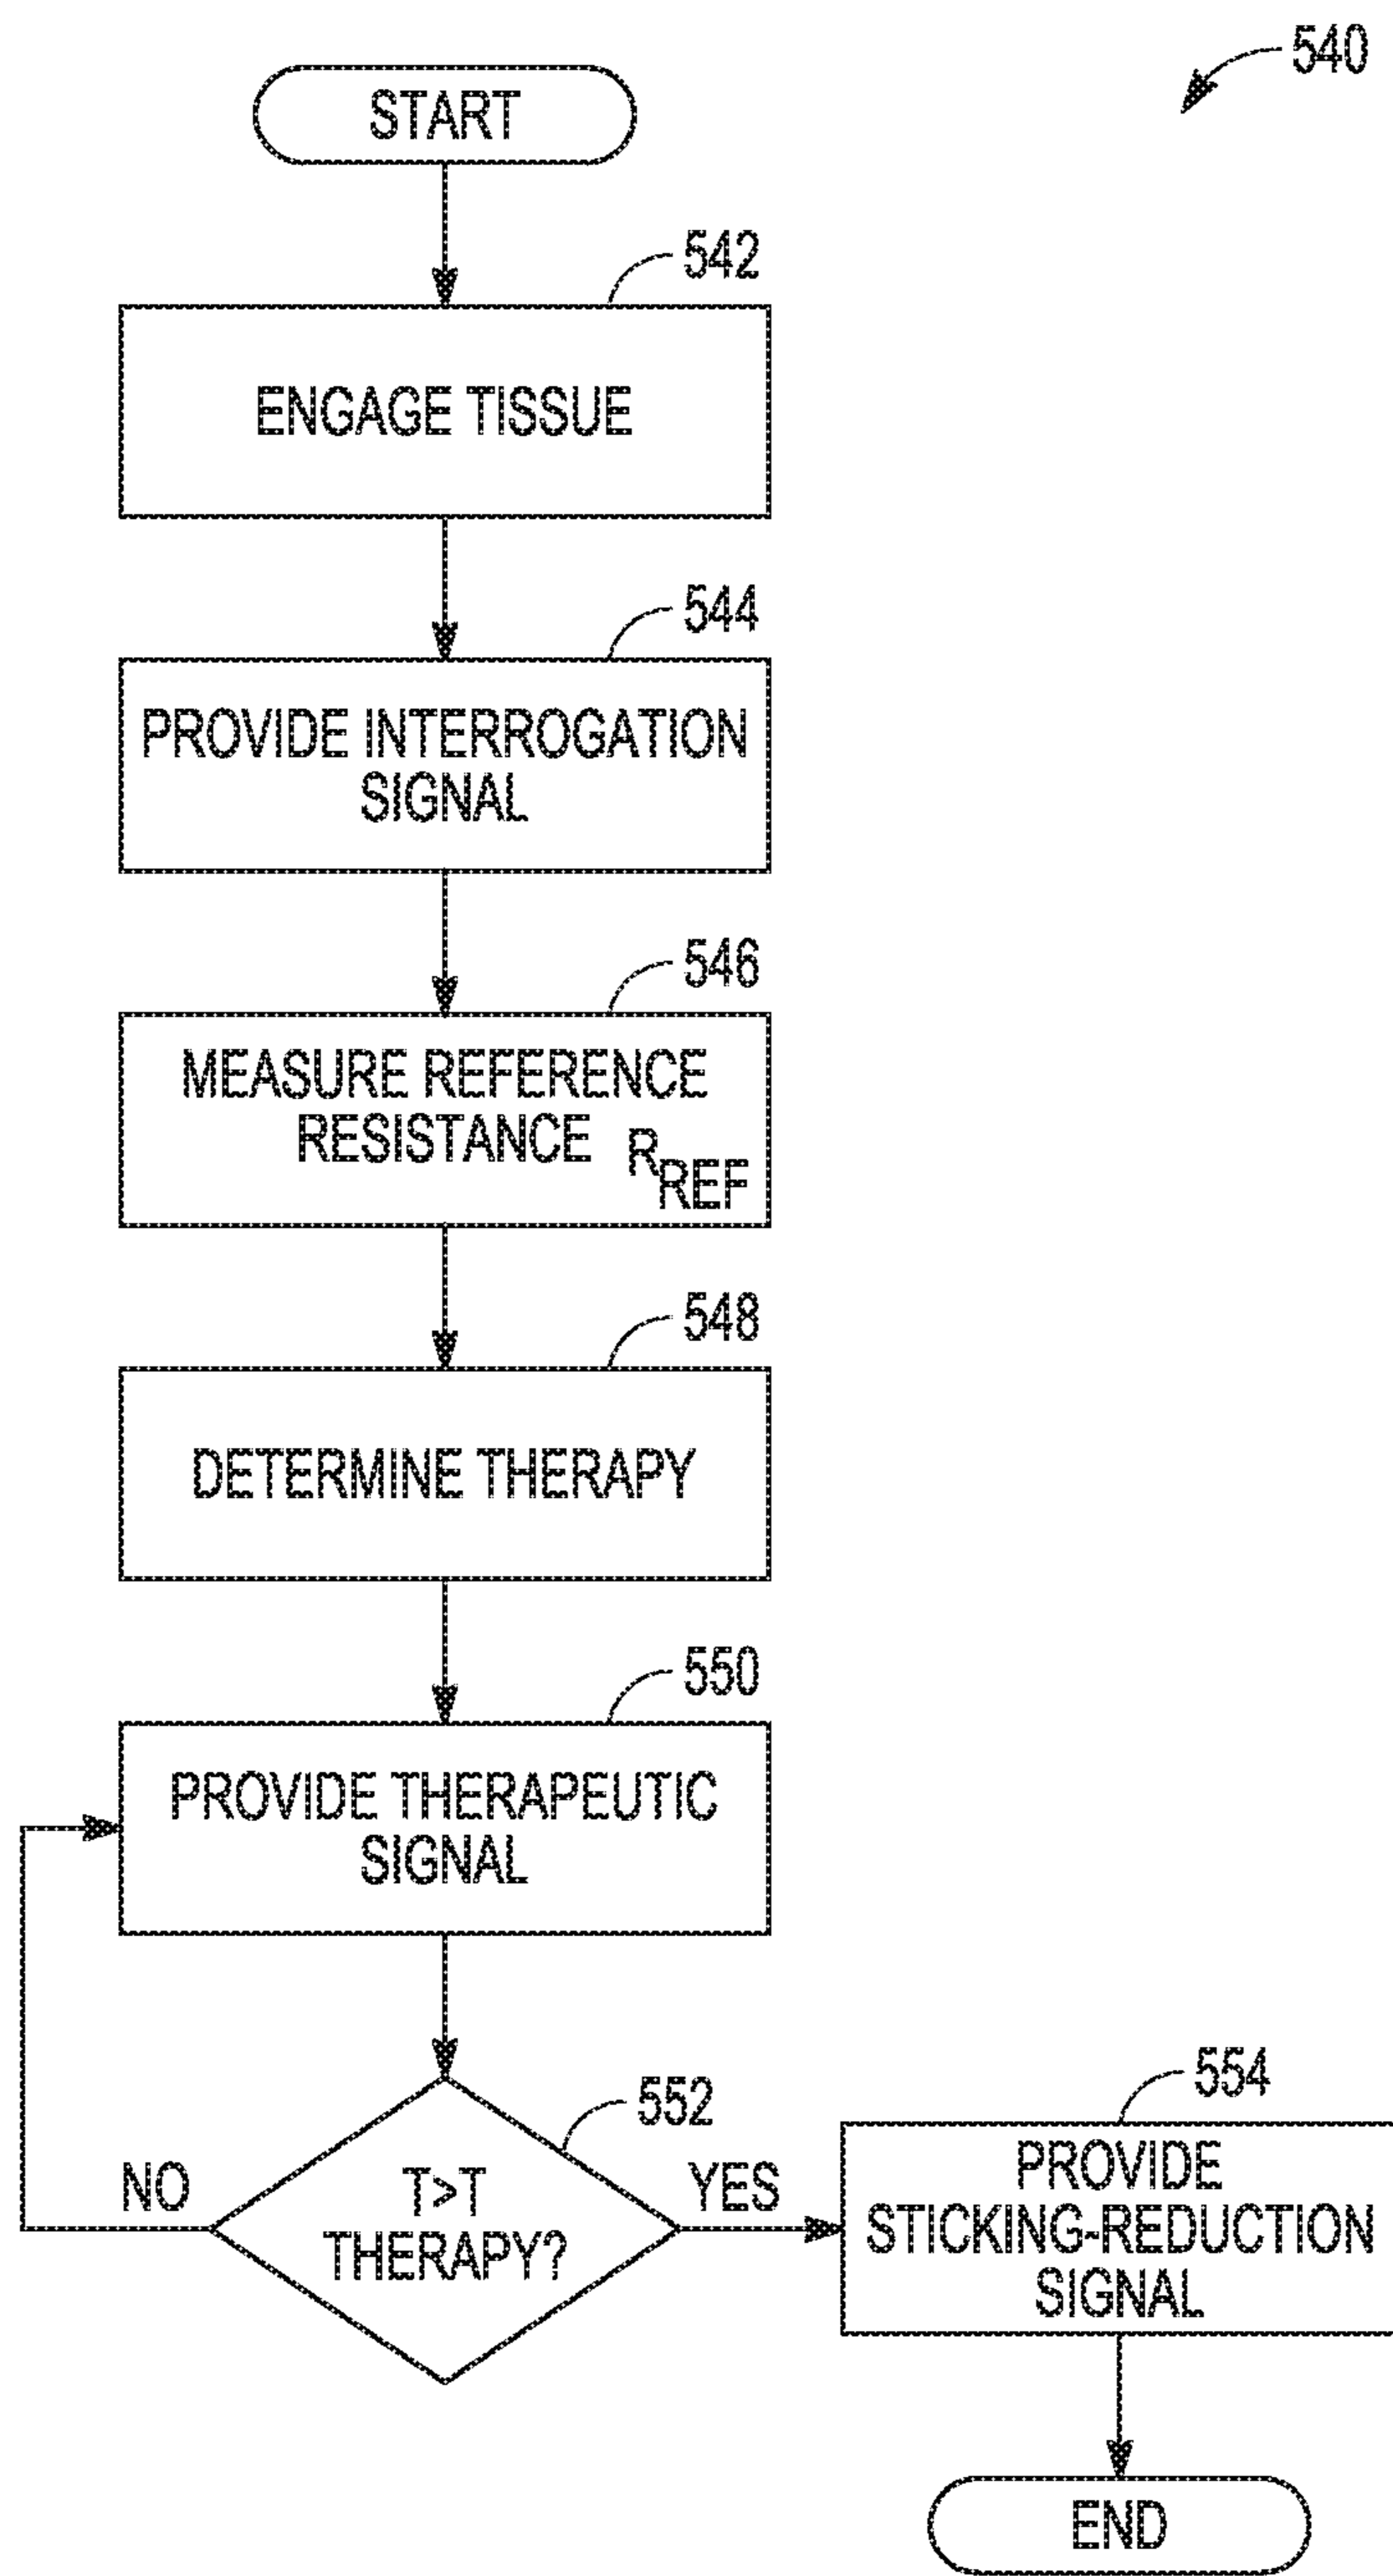 540
START
542
ENGAGE TISSUE
544
PROVIDE INTERROGATION
SIGNAL
546
MEASURE REFERENCE
RESISTANCE R_REF
548
DETERMINE THERAPY
550
PROVIDE THERAPEUTIC
SIGNAL
552
T>T
THERAPY?
NO
YES
554
PROVIDE
STICKING-REDUCTION
SIGNAL
END